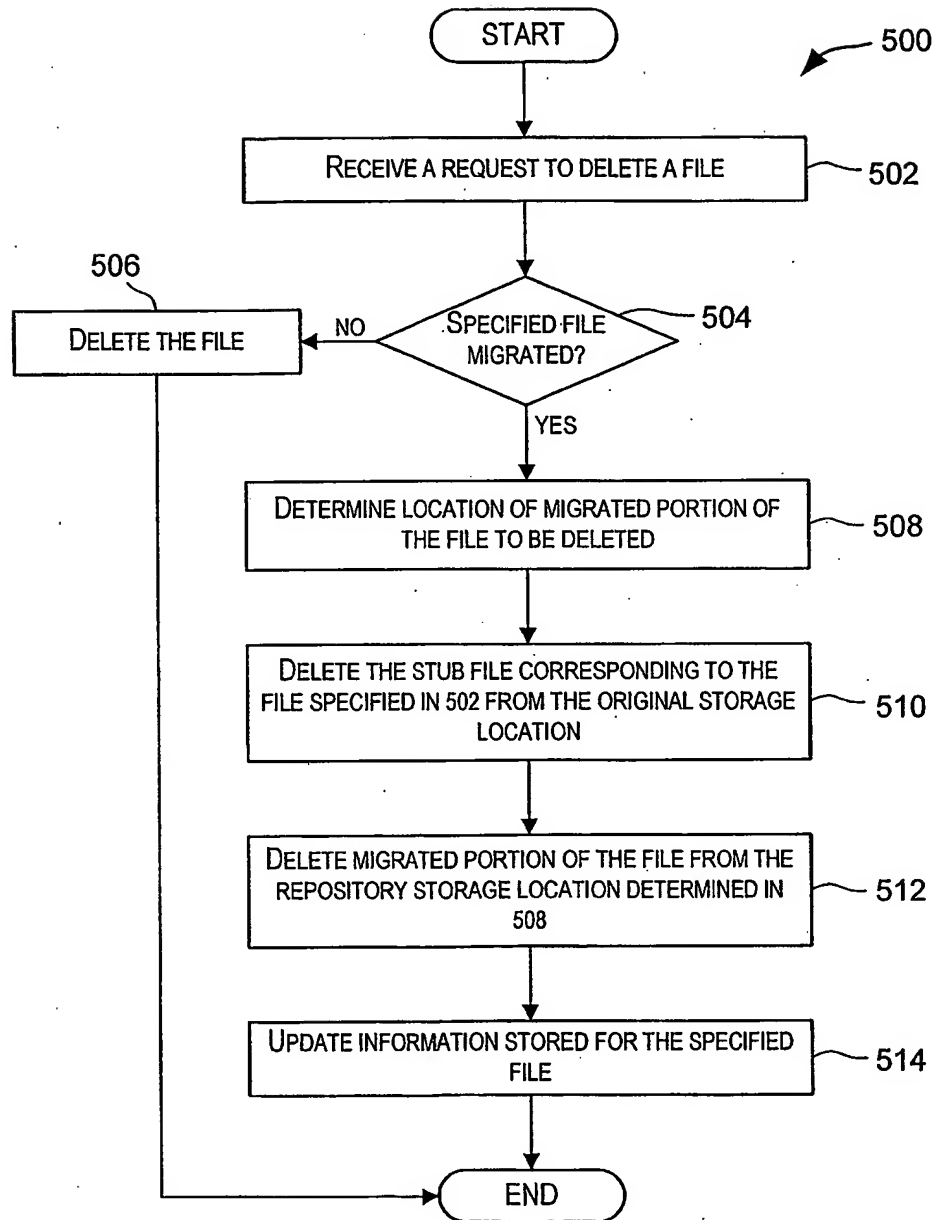 START
500
RECEIVE A REQUEST TO DELETE A FILE
502
506
DELETE THE FILE
NO
SPECIFIED FILE
MIGRATED?
504
YES
DETERMINE LOCATION OF MIGRATED PORTION OF
THE FILE TO BE DELETED
508
DELETE THE STUB FILE CORRESPONDING TO THE
FILE SPECIFIED IN 502 FROM THE ORIGINAL STORAGE
LOCATION
510
DELETE MIGRATED PORTION OF THE FILE FROM THE
REPOSITORY STORAGE LOCATION DETERMINED IN
508
512
UPDATE INFORMATION STORED FOR THE SPECIFIED
FILE
514
END